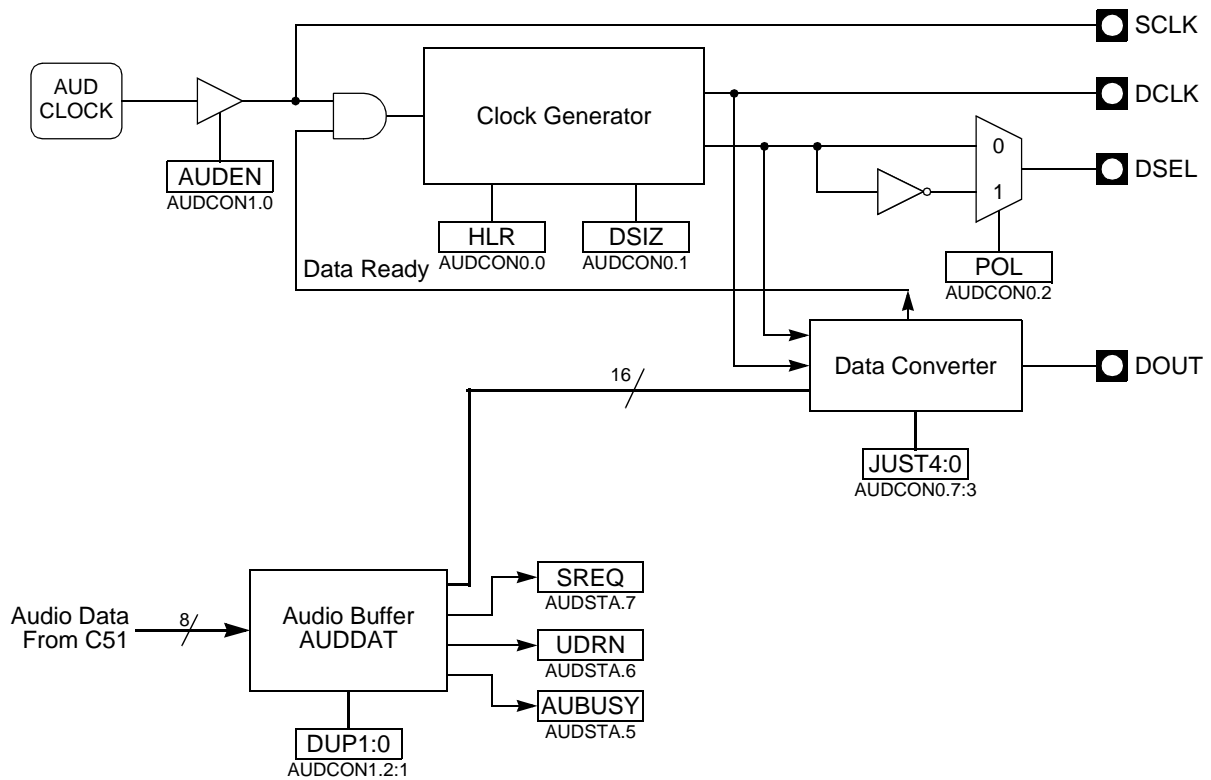 SCLK
AUD
CLOCK
Clock Generator
DCLK
0
1
DSEL
AUDEN
AUDCON1.0
HLR
AUDCON0.0
DSIZ
AUDCON0.1
POL
AUDCON0.2
Data Ready
Data Converter
DOUT
16
JUST4:0
AUDCON0.7:3
Audio Data
From C51
8
Audio Buffer
AUDDAT
SREQ
AUDSTA.7
UDRN
AUDSTA.6
AUBUSY
AUDSTA.5
DUP1:0
AUDCON1.2:1